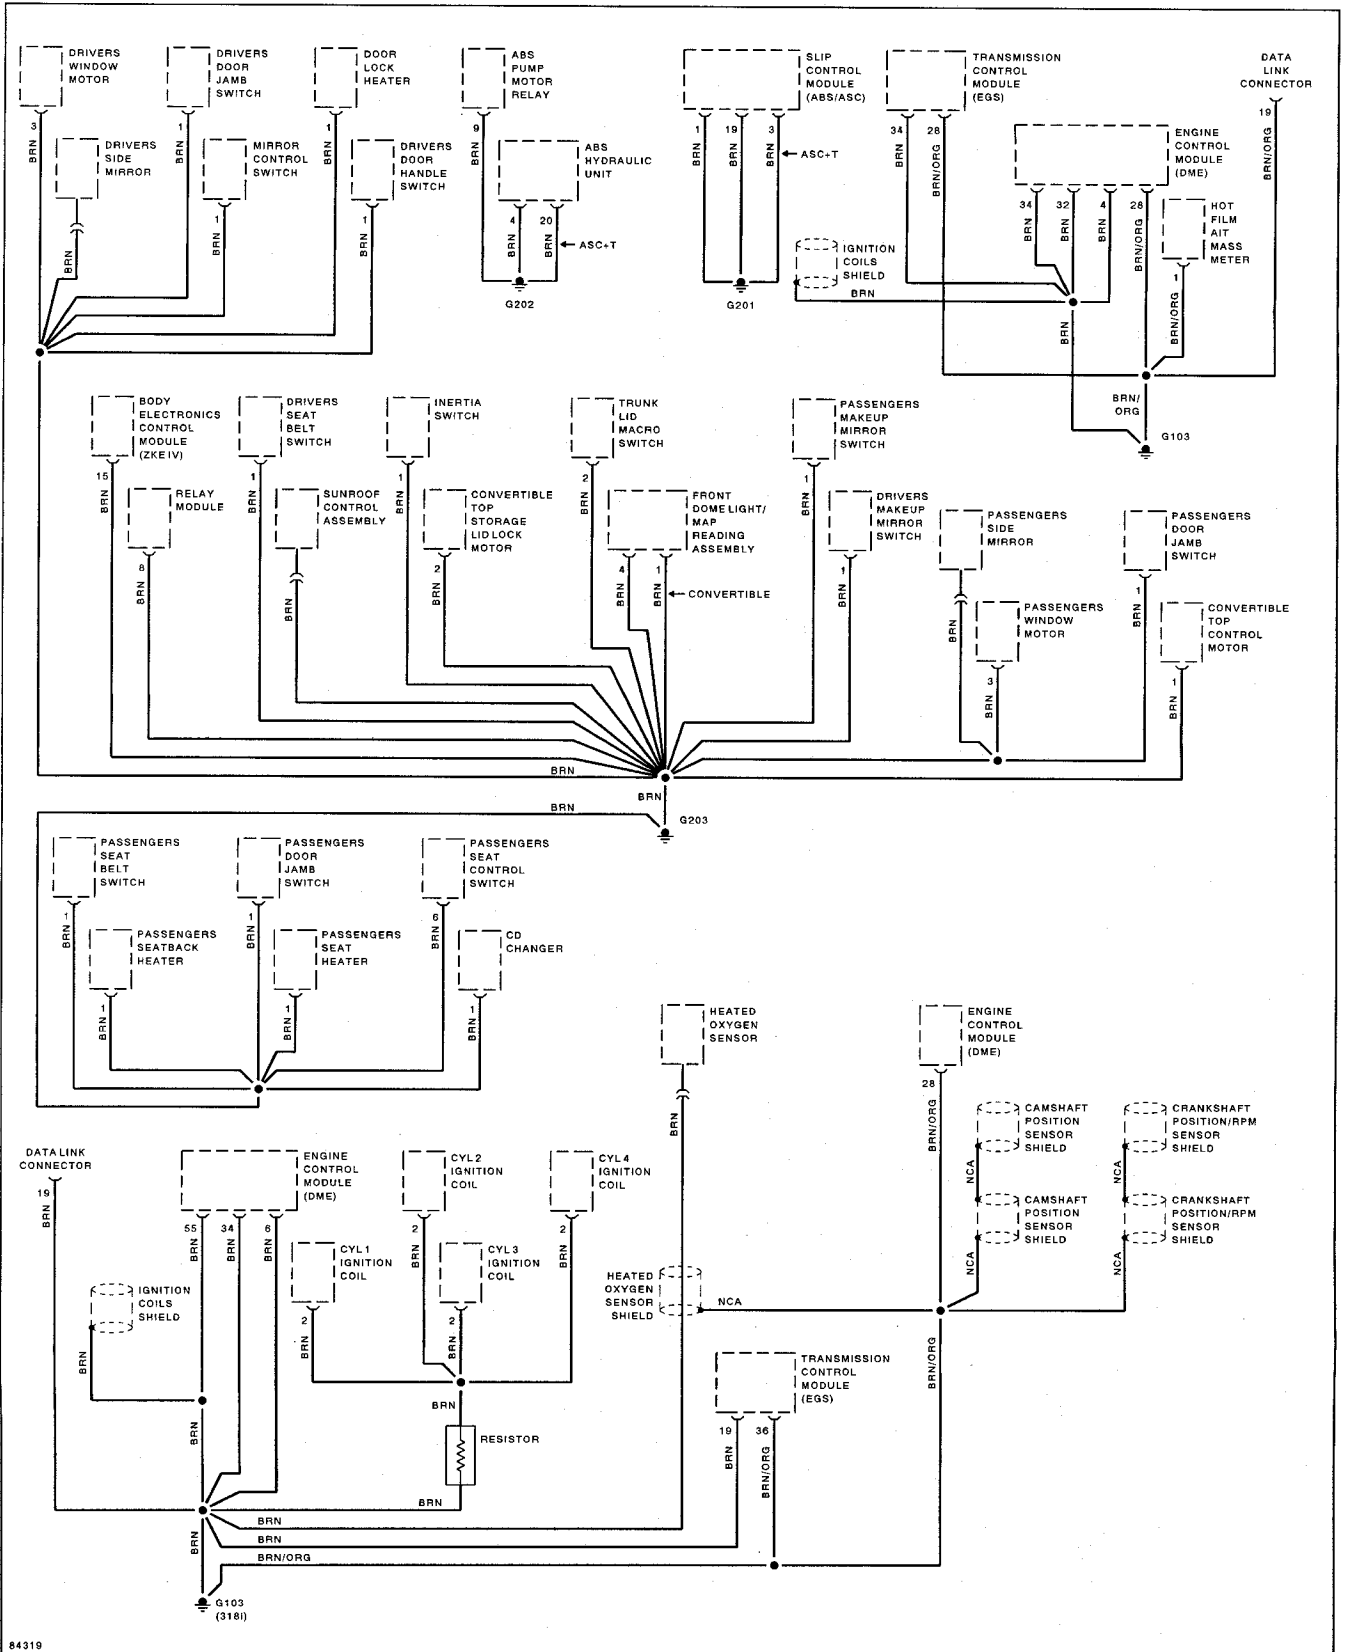 DRIVERS
WINDOW
MOTOR
DRIVERS
DOOR
JAMB
SWITCH
DOOR
LOCK
HEATER
ABS
PUMP
MOTOR
RELAY
SLIP
CONTROL
MODULE
(ABS/ASC)
TRANSMISSION
CONTROL
MODULE
(EGS)
DATA
LINK
CONNECTOR
3
BRN
DRIVERS
SIDE
MIRROR
BRN
1
BRN
MIRROR
CONTROL
SWITCH
1
BRN
1
BRN
DRIVERS
DOOR
HANDLE
SWITCH
1
BRN
9
BRN
ABS
HYDRAULIC
UNIT
4
BRN
20
BRN
ASC+T
G202
1
BRN
19
BRN
3
BRN
ASC+T
G201
IGNITION
COILS
SHIELD
BRN
34
BRN
28
BRN/ORG
ENGINE
CONTROL
MODULE
(DME)
34
BRN
32
BRN
4
BRN
28
BRN/ORG
HOT
FILM
AIT
MASS
METER
1
BRN/ORG
19
BRN/ORG
BRN
BRN/
ORG
G103
BODY
ELECTRONICS
CONTROL
MODULE
(ZKEIV)
DRIVERS
SEAT
BELT
SWITCH
INERTIA
SWITCH
TRUNK
LID
MACRO
SWITCH
PASSENGERS
MAKEUP
MIRROR
SWITCH
15
BRN
RELAY
MODULE
8
BRN
1
BRN
SUNROOF
CONTROL
ASSEMBLY
BRN
1
BRN
CONVERTIBLE
TOP
STORAGE
LID LOCK
MOTOR
2
BRN
2
BRN
FRONT
DOME LIGHT/
MAP
READING
ASSEMBLY
4
BRN
1
BRN
CONVERTIBLE
1
BRN
DRIVERS
MAKEUP
MIRROR
SWITCH
1
BRN
PASSENGERS
SIDE
MIRROR
BRN
PASSENGERS
WINDOW
MOTOR
3
BRN
PASSENGERS
DOOR
JAMB
SWITCH
1
BRN
CONVERTIBLE
TOP
CONTROL
MOTOR
1
BRN
BRN
BRN
BRN
G203
PASSENGERS
SEAT
BELT
SWITCH
PASSENGERS
DOOR
JAMB
SWITCH
PASSENGERS
SEAT
CONTROL
SWITCH
1
BRN
PASSENGERS
SEATBACK
HEATER
1
BRN
1
BRN
PASSENGERS
SEAT
HEATER
1
BRN
6
BRN
CD
CHANGER
1
BRN
HEATED
OXYGEN
SENSOR
BRN
ENGINE
CONTROL
MODULE
(DME)
28
BRN/ORG
CAMSHAFT
POSITION
SENSOR
SHIELD
NCA
CAMSHAFT
POSITION
SENSOR
SHIELD
NCA
CRANKSHAFT
POSITION/RPM
SENSOR
SHIELD
NCA
CRANKSHAFT
POSITION/RPM
SENSOR
SHIELD
NCA
DATA LINK
CONNECTOR
19
BRN
ENGINE
CONTROL
MODULE
(DME)
55
BRN
34
BRN
6
BRN
CYL 2
IGNITION
COIL
2
BRN
CYL 4
IGNITION
COIL
2
BRN
CYL 1
IGNITION
COIL
2
BRN
CYL 3
IGNITION
COIL
2
BRN
IGNITION
COILS
SHIELD
BRN
HEATED
OXYGEN
SENSOR
SHIELD
NCA
BRN/ORG
TRANSMISSION
CONTROL
MODULE
(EGS)
19
BRN
36
BRN/ORG
BRN
BRN
RESISTOR
BRN
BRN
BRN
BRN/ORG
BRN
G103
(318I)
84319